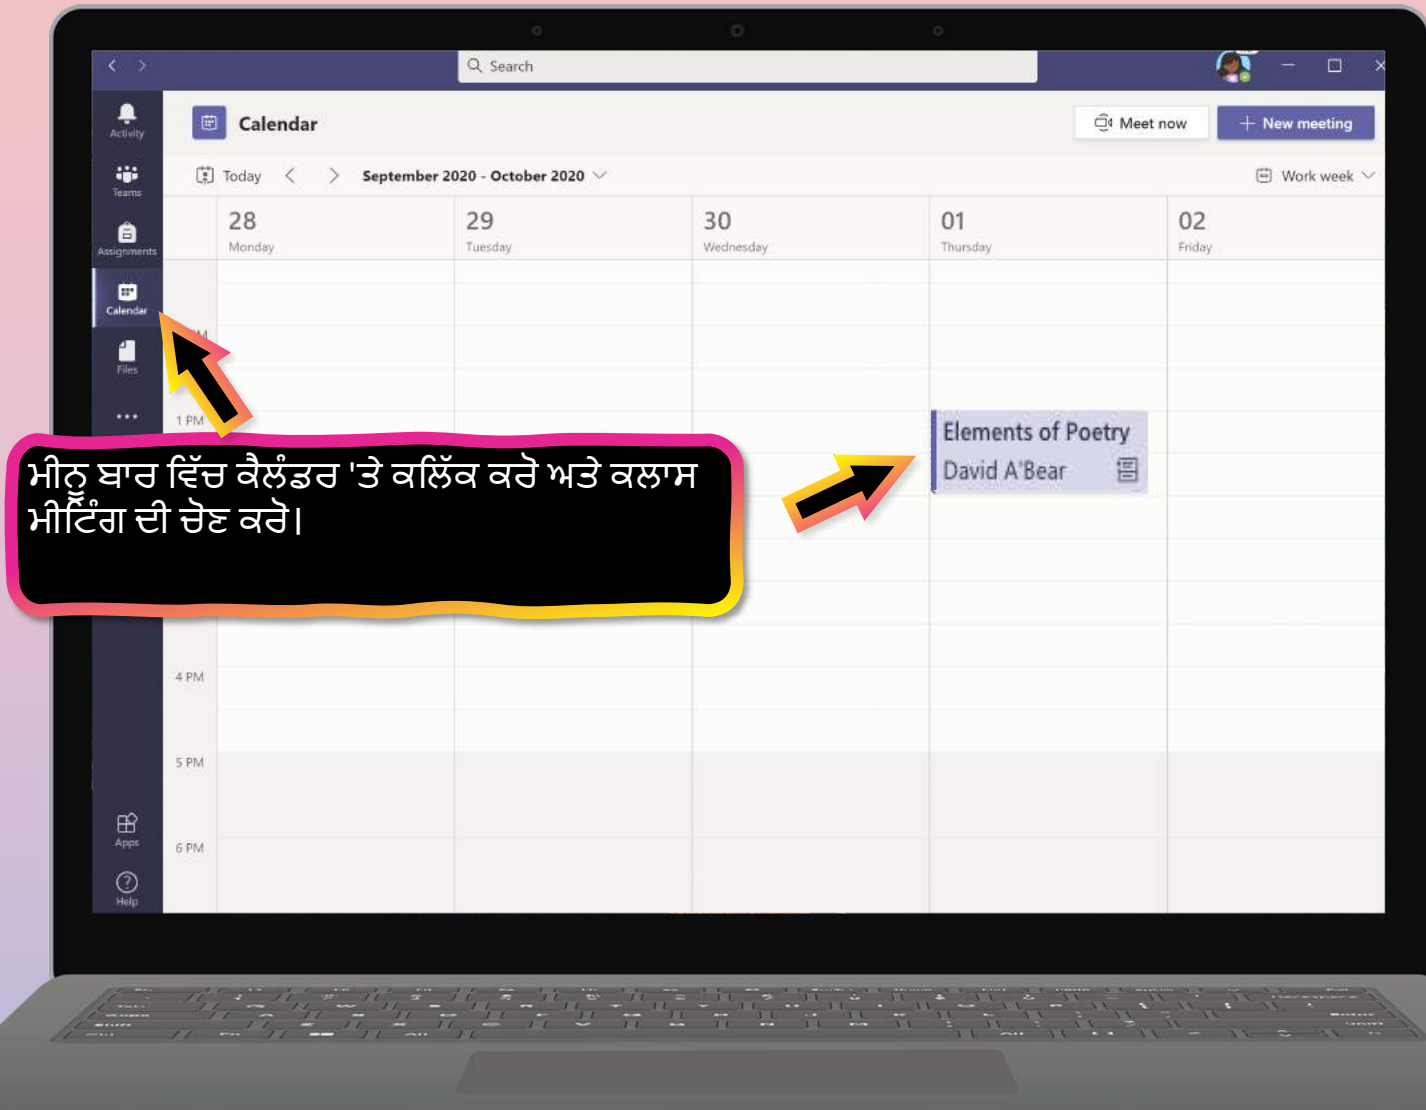 Search
Activity
Calendar
Meet now
New meeting
Teams
Today
September 2020 - October 2020
Work week
28
29
30
01
02
Monday
Tuesday
Wednesday
Thursday
Friday
Assignments
Calendar
Files
1 PM
Elements of Poetry
David A'Bear
ਮੀਨੂ ਬਾਰ ਵਿੱਚ ਕੈਲੰਡਰ 'ਤੇ ਕਲਿੱਕ ਕਰੋ ਅਤੇ ਕਲਾਸ
ਮੀਟਿੰਗ ਦੀ ਚੋਣ ਕਰੋ।
4 PM
5 PM
Apps
6 PM
Help